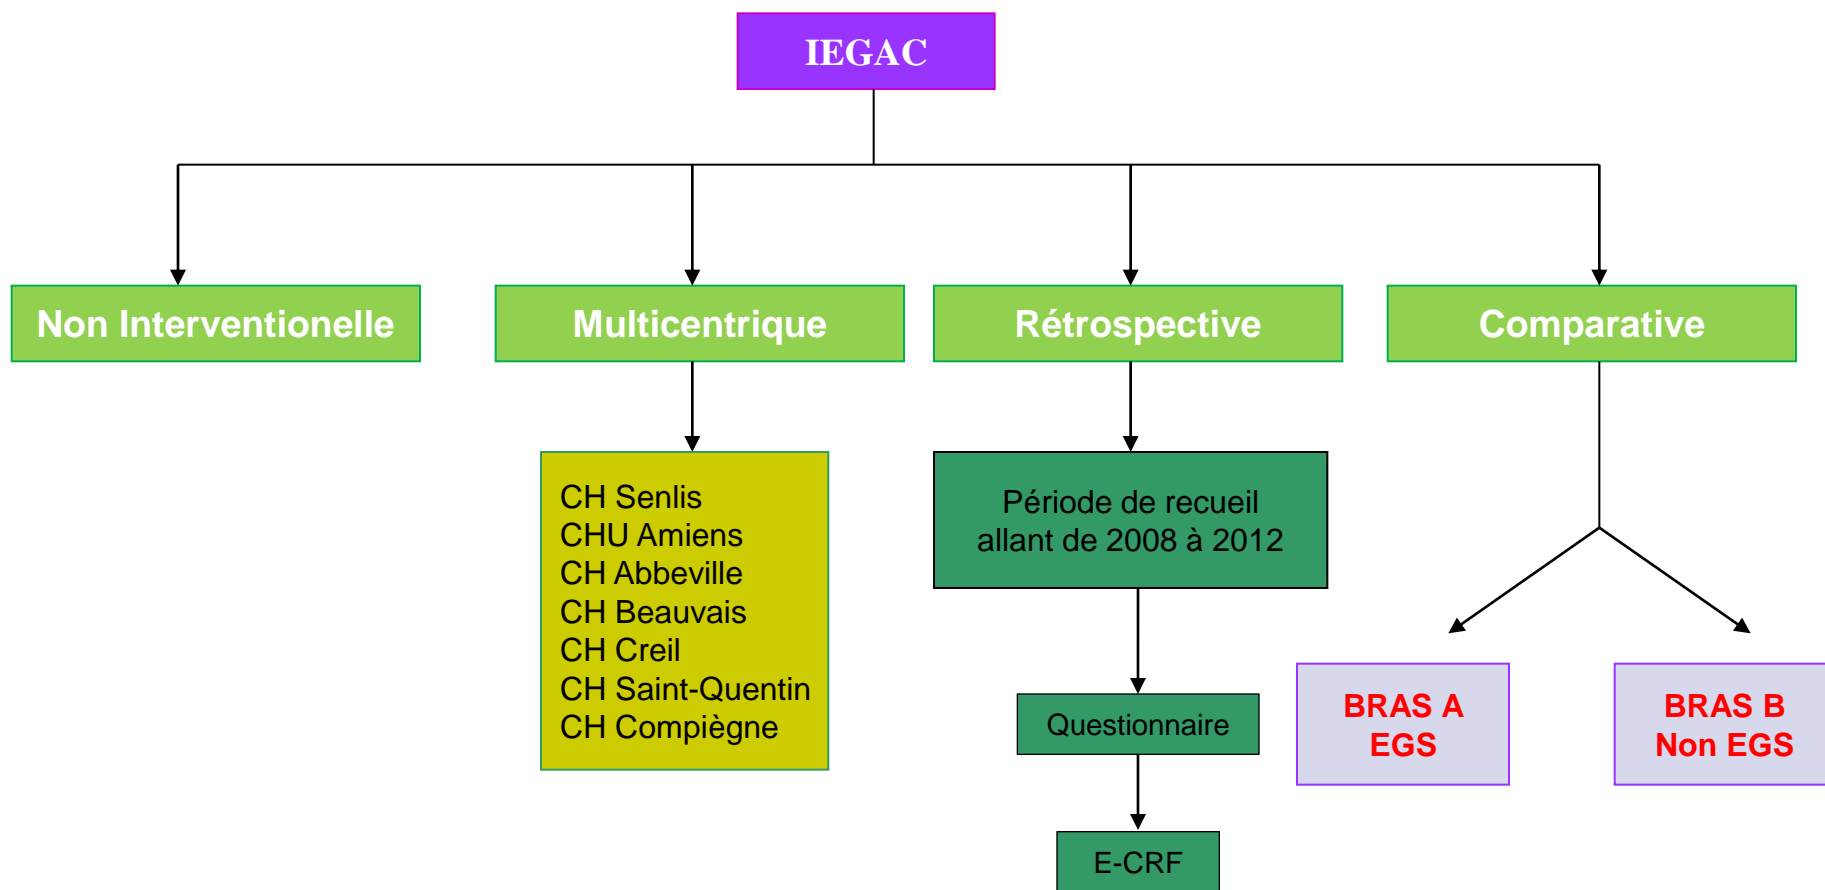 IEGAC
Non Interventionelle
Multicentrique
Rétrospective
Comparative
CH Senlis
CHU Amiens
CH Abbeville
CH Beauvais
CH Creil
CH Saint-Quentin
CH Compiègne
Période de recueil
allant de 2008 à 2012
Questionnaire
E-CRF
BRAS A
EGS
BRAS B
Non EGS